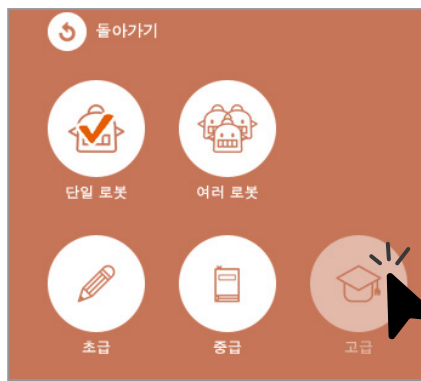 돌아가기
단일 로봇
여러 로봇
초급
중급
고급